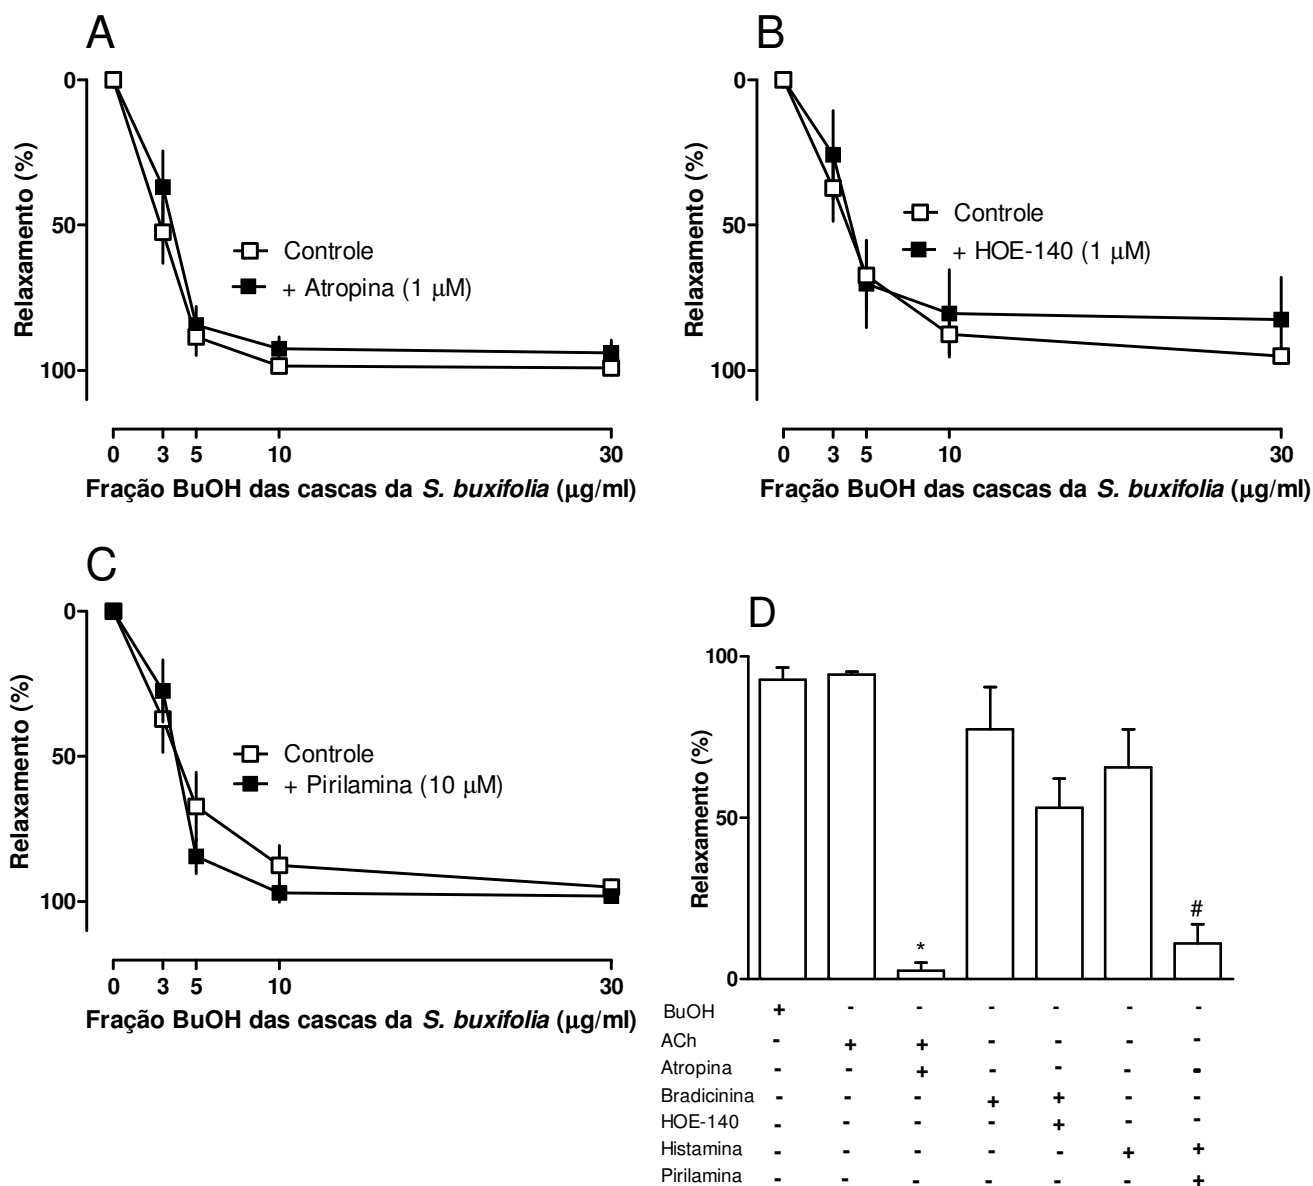 A
0
50
100
Relaxamento (%)
Controle
+ Atropina (1 μM)
0 3 5 10 30
Fração BuOH das cascas da S. buxifolia (μg/ml)
B
0
50
100
Relaxamento (%)
Controle
+ HOE-140 (1 μM)
0 3 5 10 30
Fração BuOH das cascas da S. buxifolia (μg/ml)
C
0
50
100
Relaxamento (%)
Controle
+ Pirilamina (10 μM)
0 3 5 10 30
Fração BuOH das cascas da S. buxifolia (μg/ml)
D
100
50
0
Relaxamento (%)
*
#
BuOH + - - - - - -
ACh - + + - - - -
Atropina - - + - - - -
Bradicinina - - - + + - -
HOE-140 - - - - + - -
Histamina - - - - - + +
Pirilamina - - - - - - +